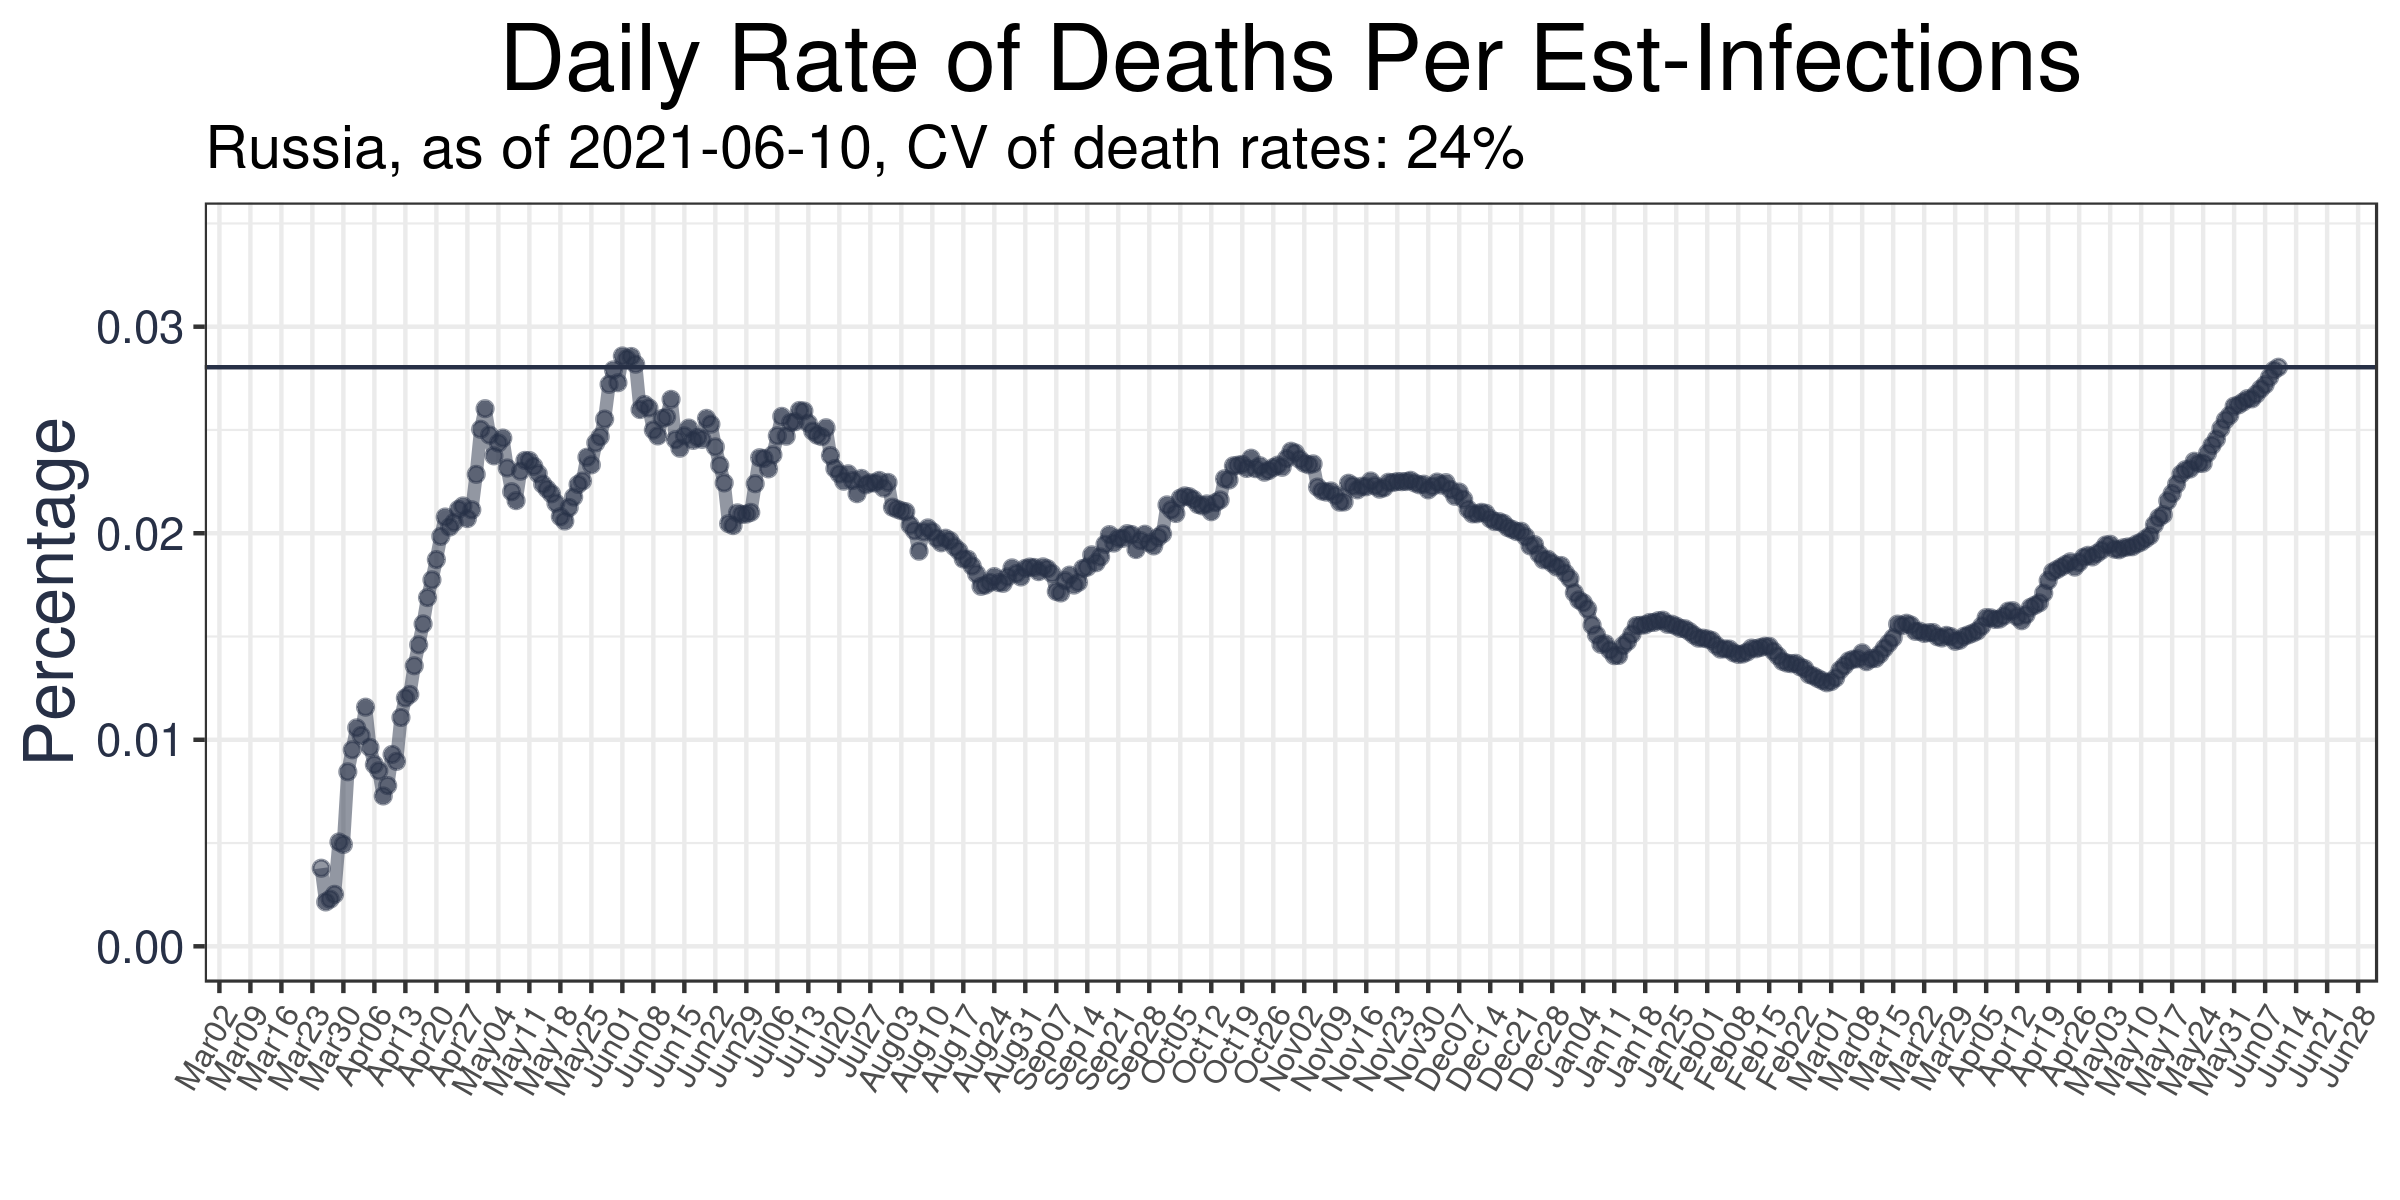 Daily Rate of Deaths Per Est-Infections
Russia, as of 2021-06-10, CV of death rates: 24%
Percentage
0.03
0.02
0.01
0.00
Mar02
Mar09
Mar16
Mar23
Mar30
Apr06
Apr13
Apr20
Apr27
May04
May11
May18
May25
Jun01
Jun08
Jun15
Jun22
Jun29
Jul06
Jul13
Jul20
Jul27
Aug03
Aug10
Aug17
Aug24
Aug31
Sep07
Sep14
Sep21
Sep28
Oct05
Oct12
Oct19
Oct26
Nov02
Nov09
Nov16
Nov23
Nov30
Dec07
Dec14
Dec21
Dec28
Jan04
Jan11
Jan18
Jan25
Feb01
Feb08
Feb15
Feb22
Mar01
Mar08
Mar15
Mar22
Mar29
Apr05
Apr12
Apr19
Apr26
May03
May10
May17
May24
May31
Jun07
Jun14
Jun21
Jun28